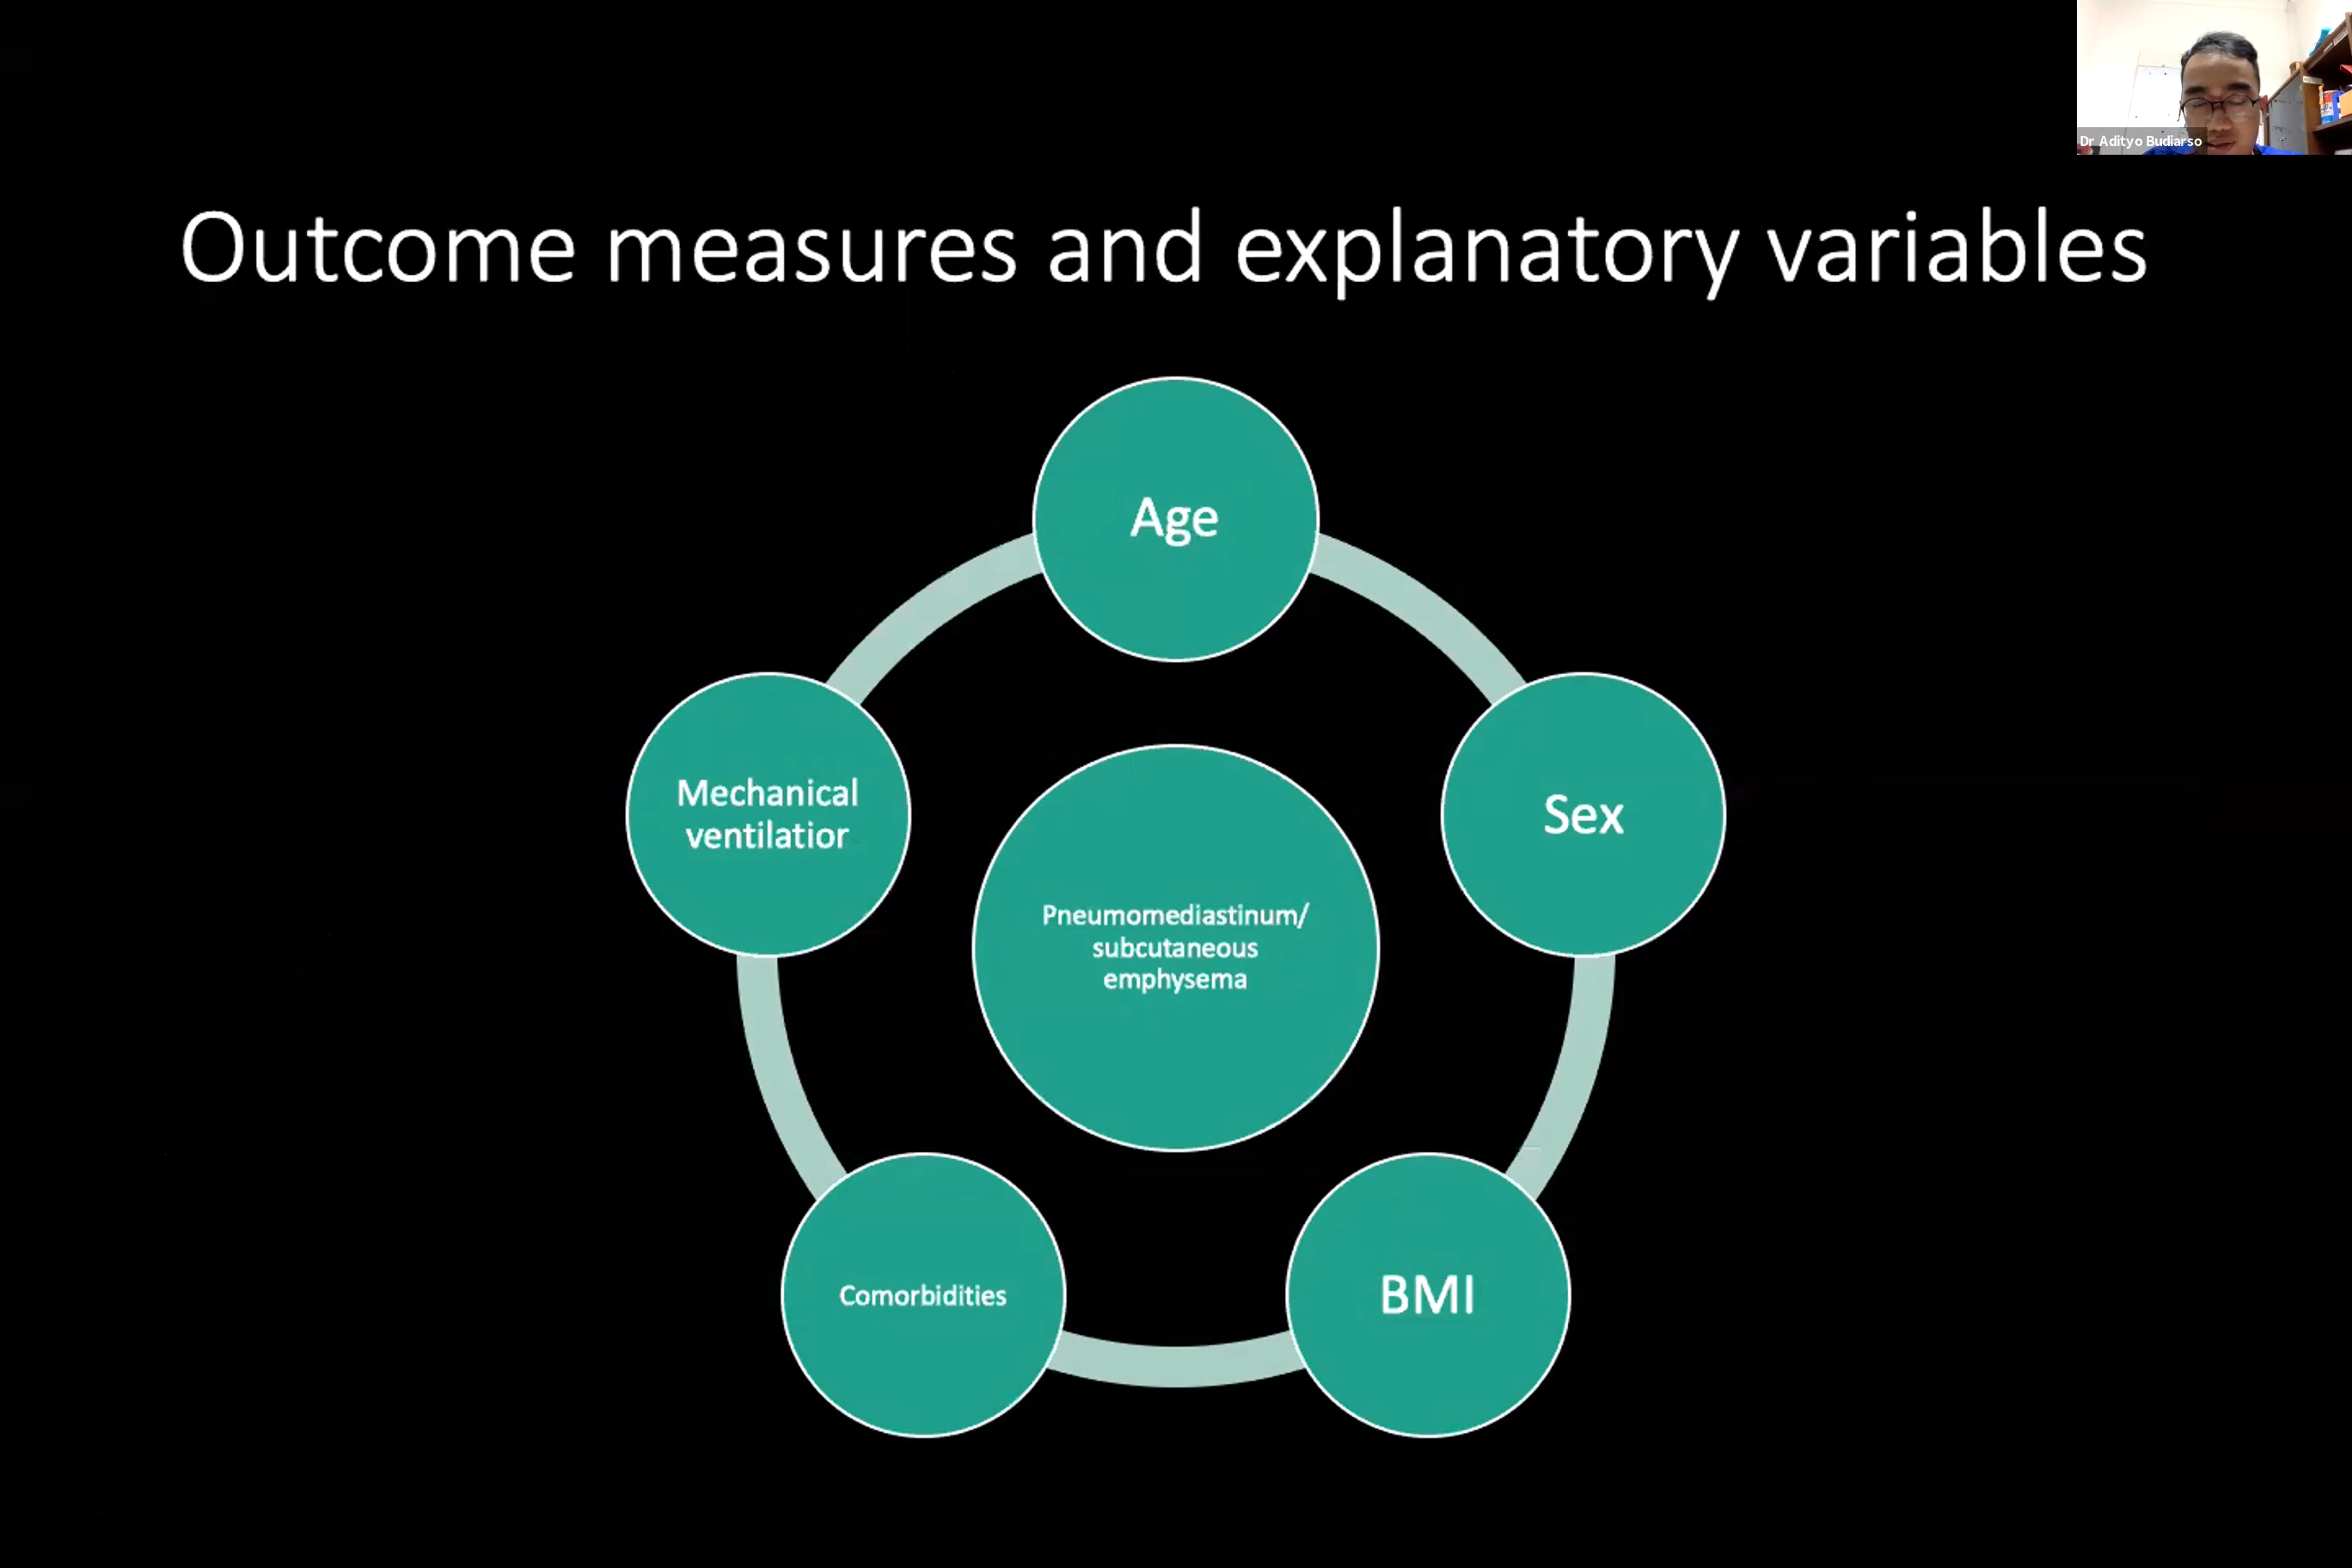 Dr Adityo Budiarso
Outcome measures and explanatory variables
Age
Mechanical
ventilatior
Sex
Pneumomediastinum/
subcutaneous
emphysema
Comorbidities
BMI